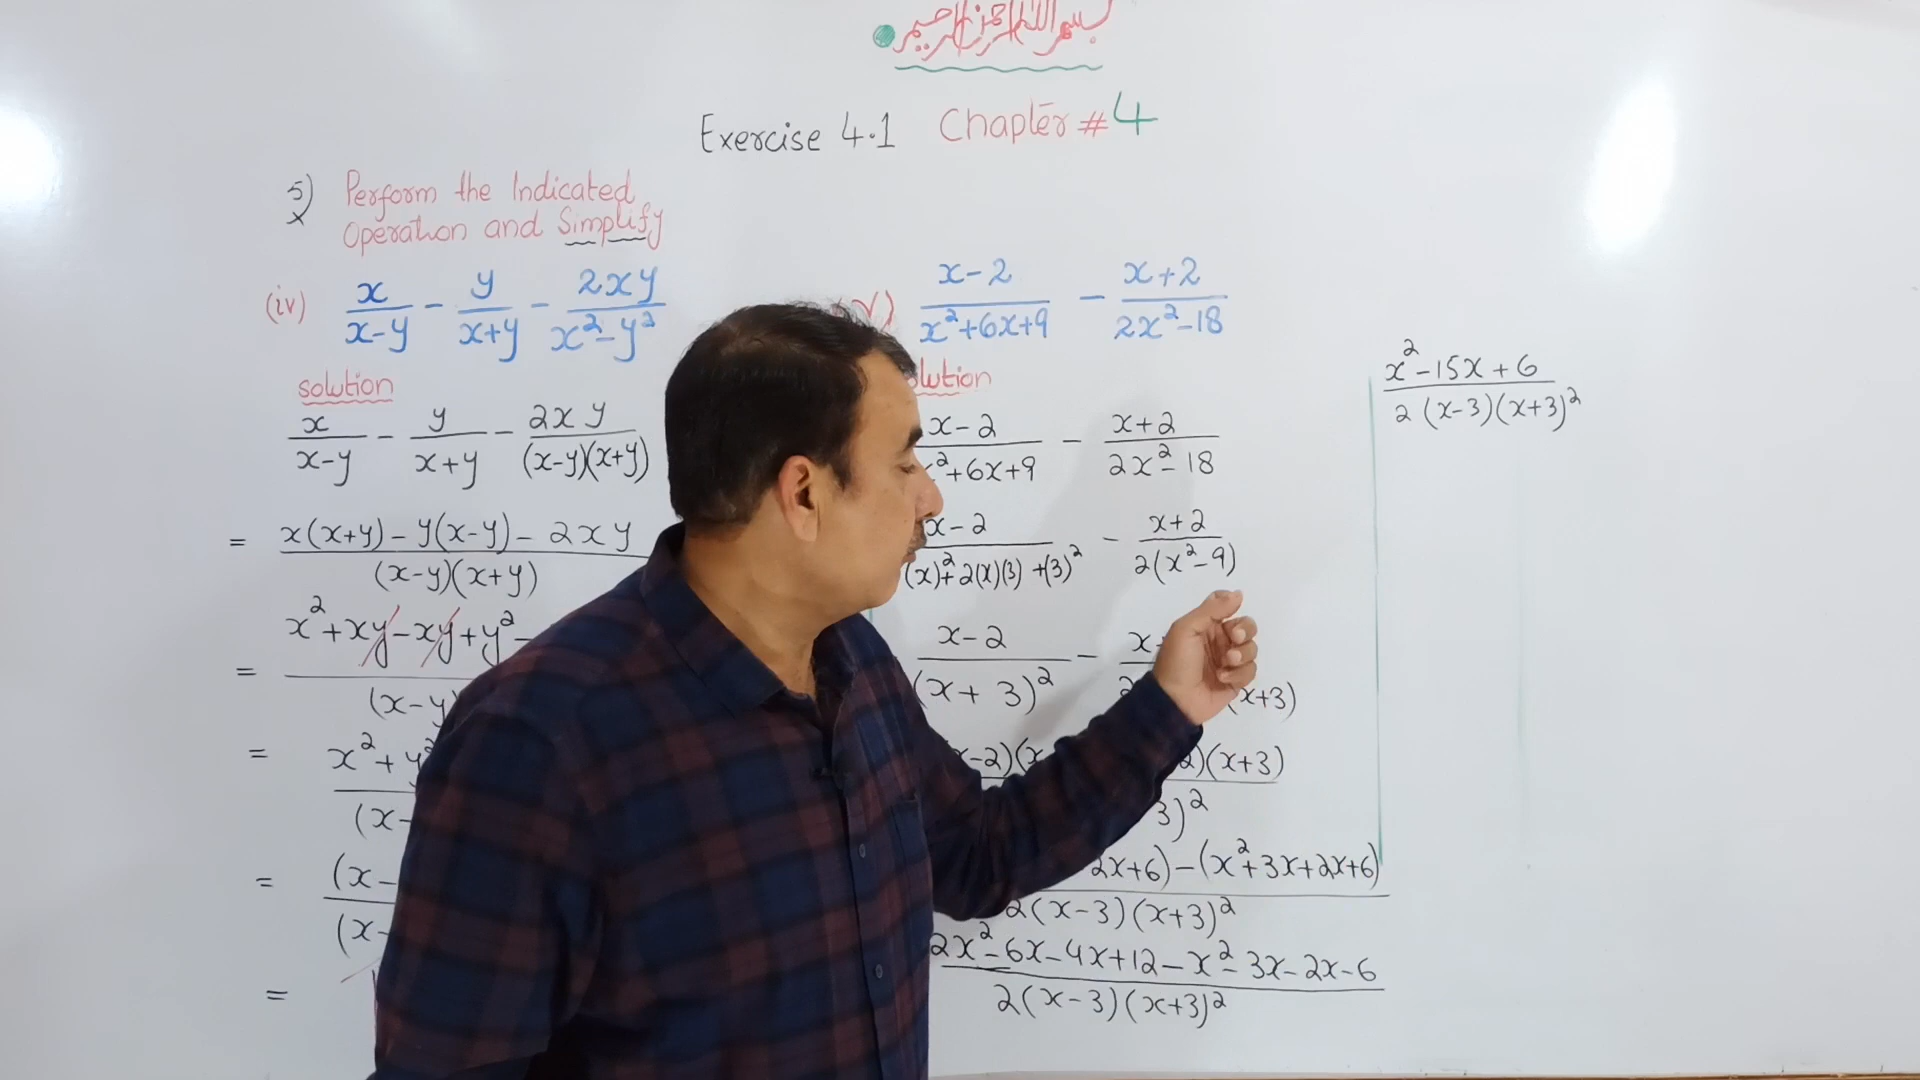 بسم الله الرحمن الرحيم
Exercise 4.1 Chapter # 4
5) Perform the Indicated
Operation and Simplify
(iv) x/(x-y) - y/(x+y) - 2xy/(x²-y²)
solution
x/(x-y) - y/(x+y) - 2xy/((x-y)(x+y))
= (x(x+y) - y(x-y) - 2xy)/((x-y)(x+y))
= x² + xy - xy + y² -
(x-y)
= x² + y²
(x-
= (x-
(x-
=
V) (x-2)/(x²+6x+9) - (x+2)/(2x²-18)
lution
(x-2)/(x²+6x+9) - (x+2)/(2x²-18)
(x-2)/((x)²+2(x)(3)+(3)²) - (x+2)/(2(x²-9))
(x-2)/(x+3)² - x+
2 (x+3)
x-2)(x 2)(x+3)
3)²
2x+6) - (x²+3x+2x+6)
2(x-3)(x+3)²
2x²-6x-4x+12-x²-3x-2x-6
2(x-3)(x+3)²
x²-15x+6
2(x-3)(x+3)²